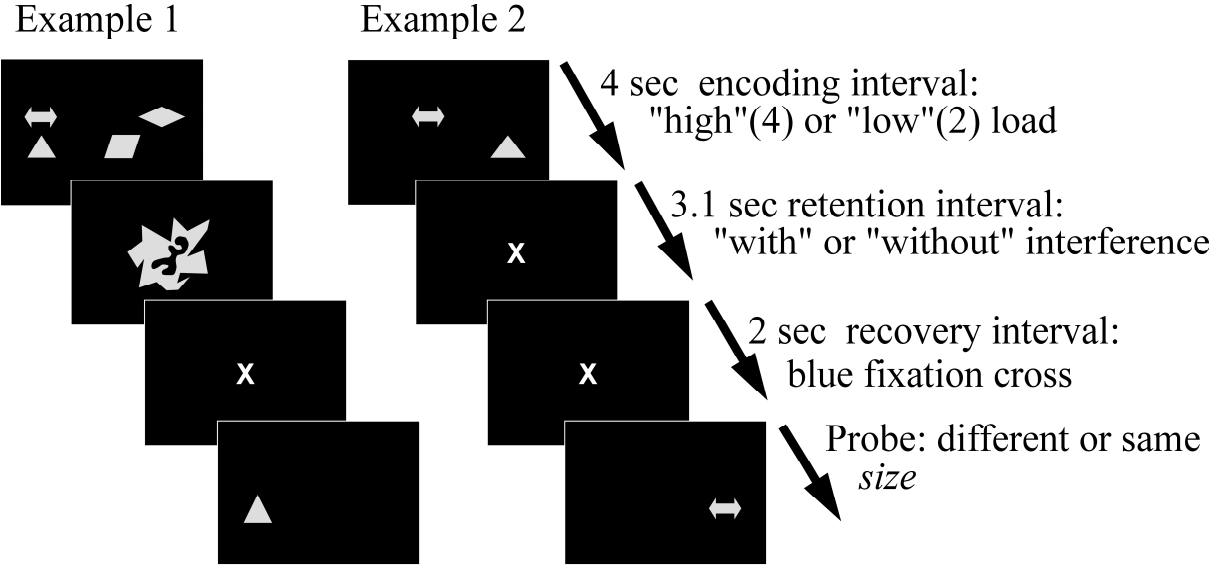 Example 1
Example 2
4 sec encoding interval:
"high"(4) or "low"(2) load
3.1 sec retention interval:
"with" or "without" interference
X
2 sec recovery interval:
blue fixation cross
X
X
Probe: different or same
size